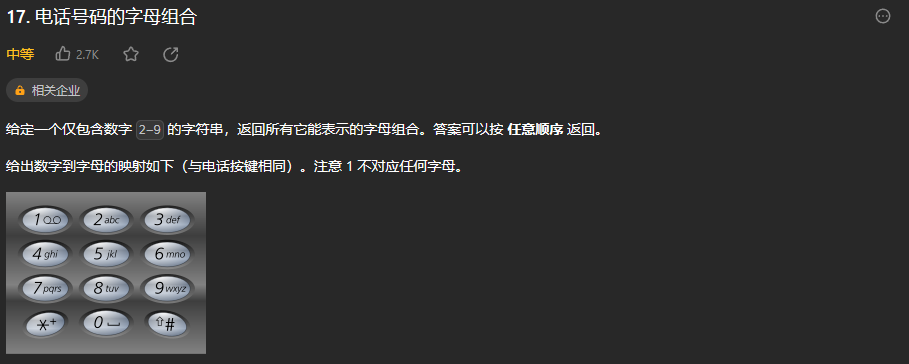 17. 电话号码的字母组合
中等 2.7K
相关企业
给定一个仅包含数字 2-9 的字符串，返回所有它能表示的字母组合。答案可以按 任意顺序 返回。
给出数字到字母的映射如下（与电话按键相同）。注意 1 不对应任何字母。
1 2 abc 3 def
4 ghi 5 jkl 6 mno
7 pqrs 8 tuv 9 wxyz
* + 0 #